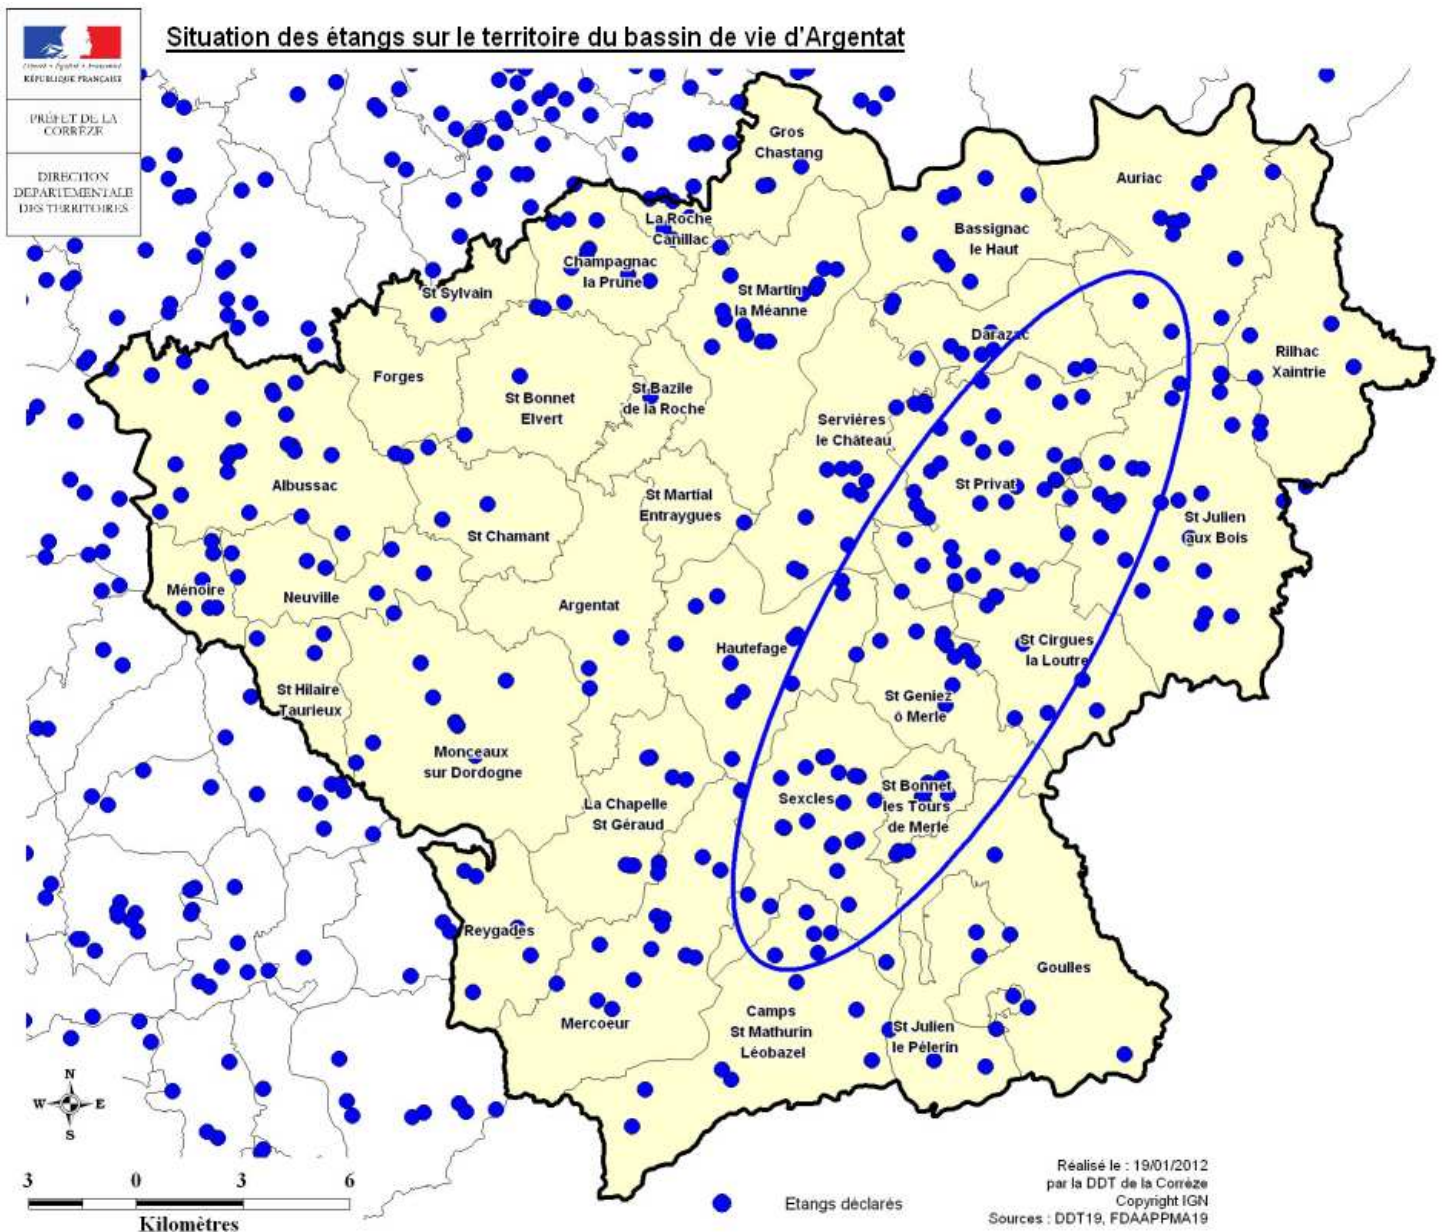 Situation des étangs sur le territoire du bassin de vie d'Argentat
Liberté • Égalité • Fraternité
RÉPUBLIQUE FRANÇAISE
PRÉFET DE LA
CORRÈZE
DIRECTION
DEPARTEMENTALE
DES TERRITOIRES
Gros
Chastang
Auriac
La Roche
Canillac
Bassignac
le Haut
Champagnac
la Prune
St Sylvain
St Martin
la Méanne
Darazac
Rilhac
Xaintrie
Forges
St Bonnet
Elvert
St Bazile
de la Roche
Serviéres
le Château
Albussac
St Privat
St Martial
Entraygues
St Chamant
St Julien
aux Bois
Ménoire
Neuville
Argentat
Hautefage
St Cirgues
la Loutre
St Hilaire
Taurieux
St Geniez
ô Merle
Monceaux
sur Dordogne
La Chapelle
St Géraud
Sexcles
St Bonnet
les Tours
de Merle
Reygades
Goulles
Mercoeur
Camps
St Mathurin
Léobazel
St Julien
le Pélerin
N
W E
S
3 0 3 6
Kilomètres
Etangs déclarés
Réalisé le : 19/01/2012
par la DDT de la Corrèze
Copyright IGN
Sources : DDT19, FDAAPPMA19